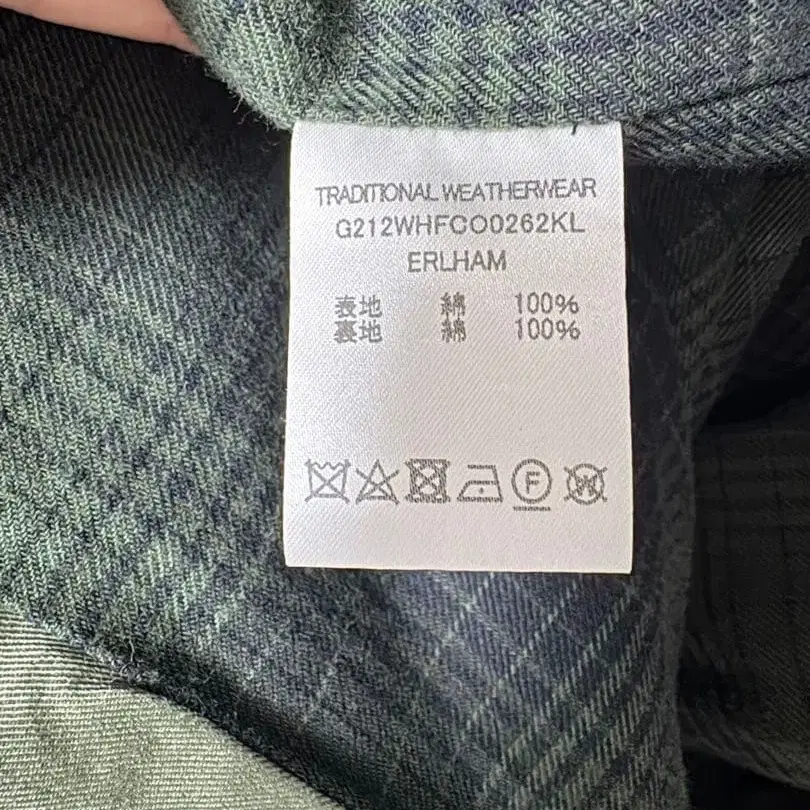 TRADITIONAL WEATHERWEAR
G212WHFCO0262KL
ERLHAM
表地 綿 100%
裏地 綿 100%
F W